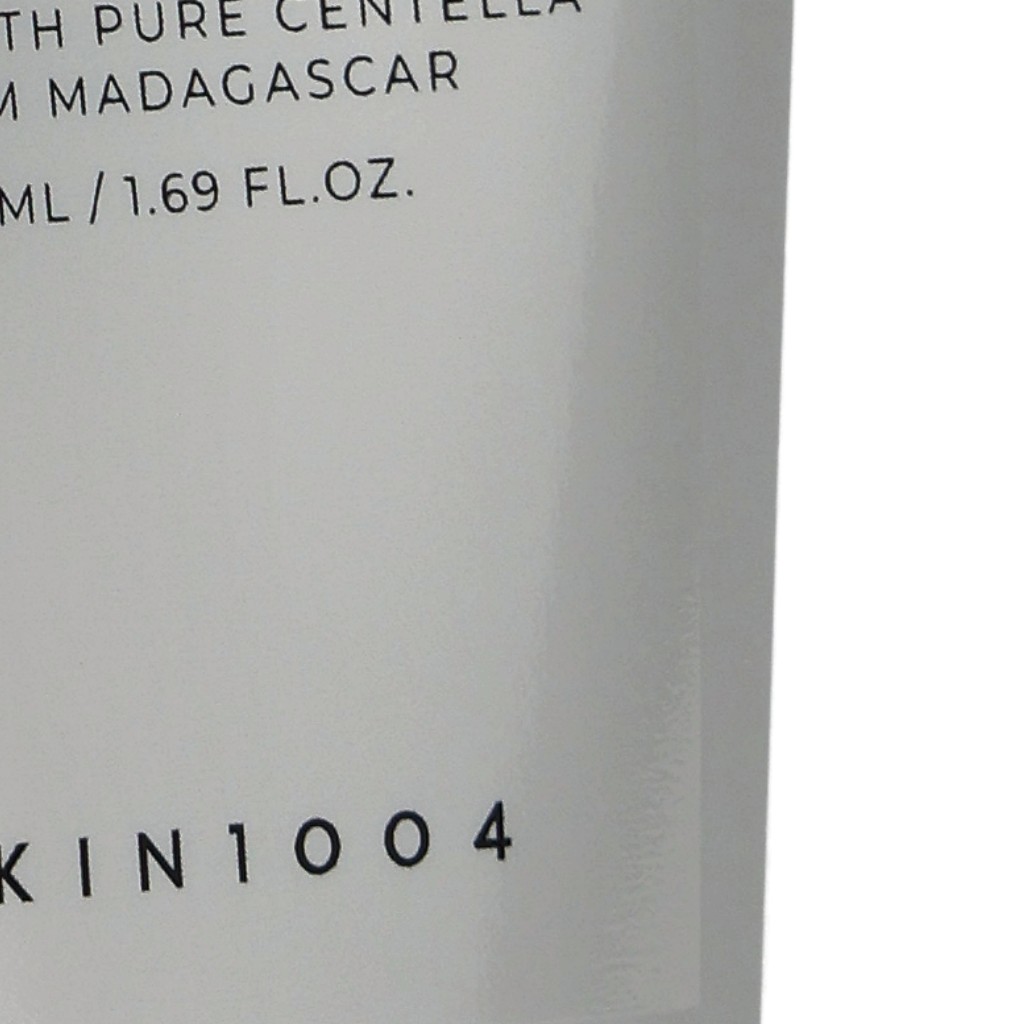 TH PURE CENTELLA
M MADAGASCAR
ML / 1.69 FL.OZ.
KIN1004